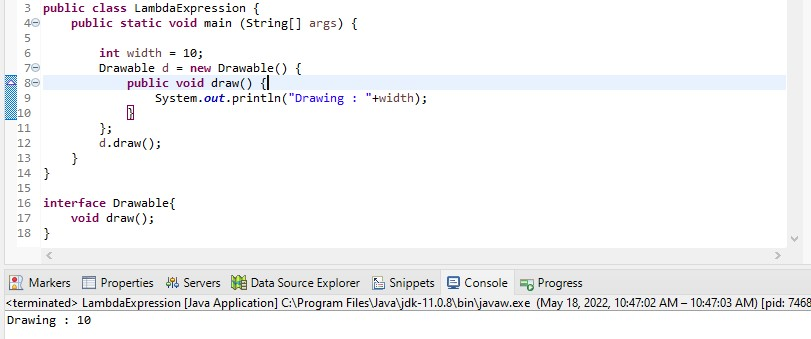 3 public class LambdaExpression {
4 public static void main (String[] args) {
5
6 int width = 10;
7 Drawable d = new Drawable() {
8 public void draw() {
9 System.out.println("Drawing : "+width);
10 }
11 };
12 d.draw();
13 }
14 }
15
16 interface Drawable{
17 void draw();
18 }
Markers Properties Servers Data Source Explorer Snippets Console Progress
<terminated> LambdaExpression [Java Application] C:\Program Files\Java\jdk-11.0.8\bin\javaw.exe (May 18, 2022, 10:47:02 AM – 10:47:03 AM) [pid: 7468
Drawing : 10